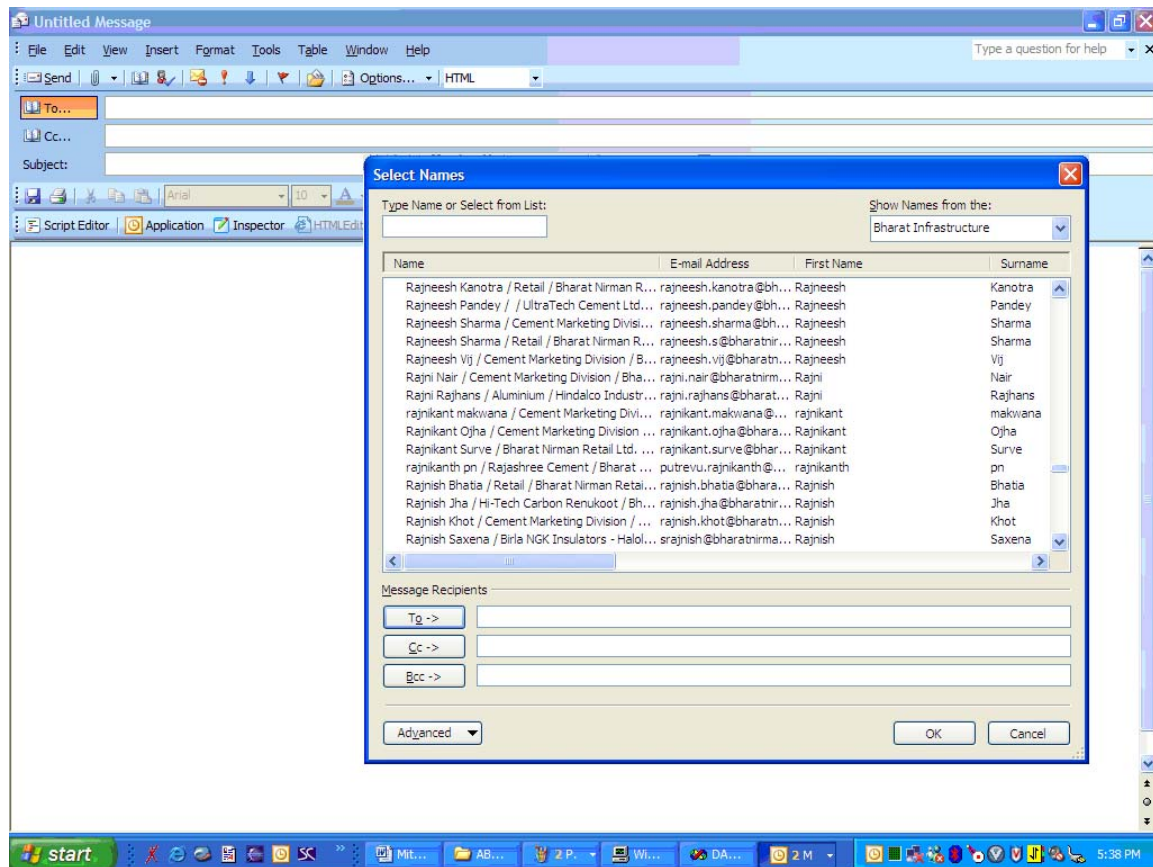 Untitled Message
File Edit View Insert Format Tools Table Window Help Type a question for help
Send Options... HTML
To...
Cc...
Subject:
Arial 10 A
Script Editor Application Inspector HTMLEdit
Select Names
Type Name or Select from List: Show Names from the:
Bharat Infrastructure
Name E-mail Address First Name Surname
Rajneesh Kanotra / Retail / Bharat Nirman R... rajneesh.kanotra@bh... Rajneesh Kanotra
Rajneesh Pandey / / UltraTech Cement Ltd... rajneesh.pandey@bh... Rajneesh Pandey
Rajneesh Sharma / Cement Marketing Divisi... rajneesh.sharma@bh... Rajneesh Sharma
Rajneesh Sharma / Retail / Bharat Nirman R... rajneesh.s@bharatnir... Rajneesh Sharma
Rajneesh Vij / Cement Marketing Division / B... rajneesh.vij@bharatn... Rajneesh Vij
Rajni Nair / Cement Marketing Division / Bha... rajni.nair@bharatnirm... Rajni Nair
Rajni Rajhans / Aluminium / Hindalco Industr... rajni.rajhans@bharat... Rajni Rajhans
rajnikant makwana / Cement Marketing Divi... rajnikant.makwana@... rajnikant makwana
Rajnikant Ojha / Cement Marketing Division ... rajnikant.ojha@bhara... Rajnikant Ojha
Rajnikant Surve / Bharat Nirman Retail Ltd. ... rajnikant.surve@bhar... Rajnikant Surve
rajnikanth pn / Rajashree Cement / Bharat ... putrevu.rajnikanth@... rajnikanth pn
Rajnish Bhatia / Retail / Bharat Nirman Retai... rajnish.bhatia@bhara... Rajnish Bhatia
Rajnish Jha / Hi-Tech Carbon Renukoot / Bh... rajnish.jha@bharatnir... Rajnish Jha
Rajnish Khot / Cement Marketing Division / ... rajnish.khot@bharatn... Rajnish Khot
Rajnish Saxena / Birla NGK Insulators - Halol... srajnish@bharatnirma... Rajnish Saxena
Message Recipients
To ->
Cc ->
Bcc ->
Advanced OK Cancel
start Mit... AB... 2 P. Wi... DA... 2 M 5:38 PM